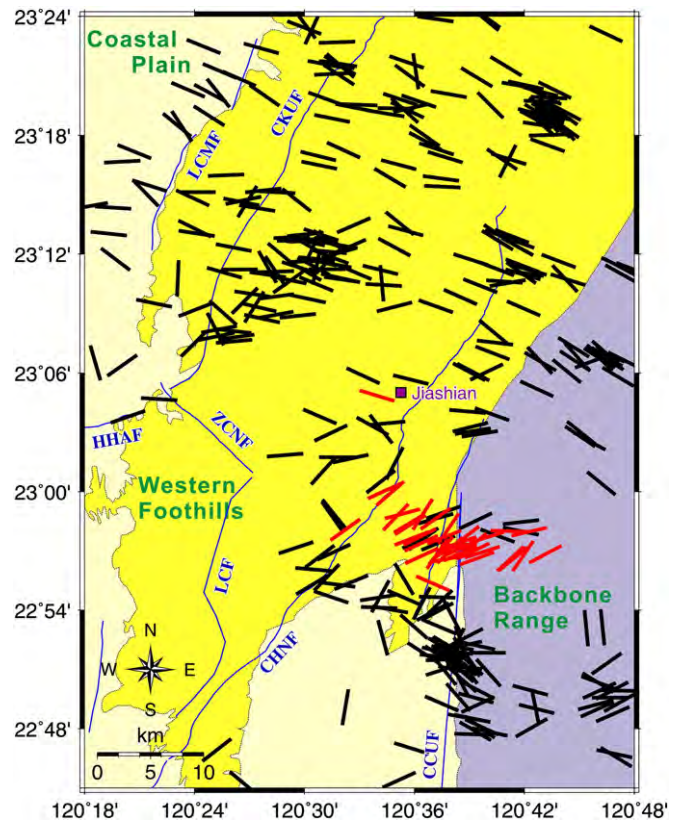 23°24'
23°18'
23°12'
23°06'
23°00'
22°54'
22°48'
Coastal
Plain
CKUF
LCMF
Jiashian
HHAF
ZCNF
Western
Foothills
LCF
CHNF
Backbone
Range
CCUF
N
W E
S
km
0 5 10
120°18' 120°24' 120°30' 120°36' 120°42' 120°48'